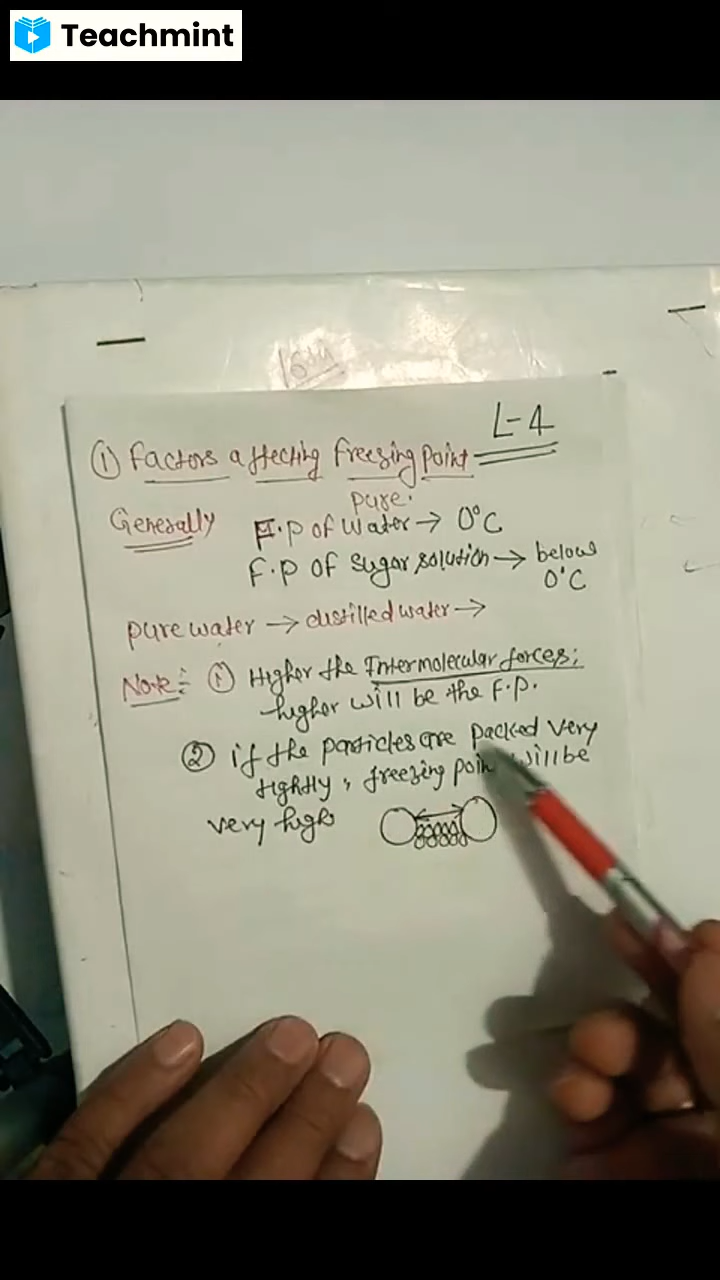 Teachmint
L-4
① Factors affecting Freezing Point
pure.
Generally F.P of Water → 0°C
F.P OF Sugar solution → below
0°C
pure water → distilled water →
Note:- ① Higher the Intermolecular forces;
higher will be the F.P.
② if the particles are packed very
tightly, freezing point will be
very high.